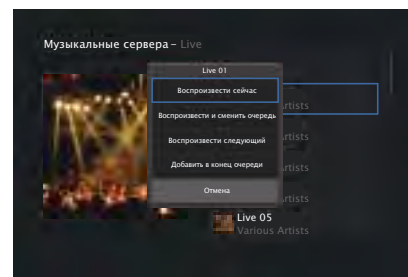 Музыкальные сервера – Live
Live 01
Воспроизвести сейчас
Воспроизвести и сменить очередь
Воспроизвести следующий
Добавить в конец очереди
Отмена
Artists
Artists
Artists
Artists
Live 05
Various Artists